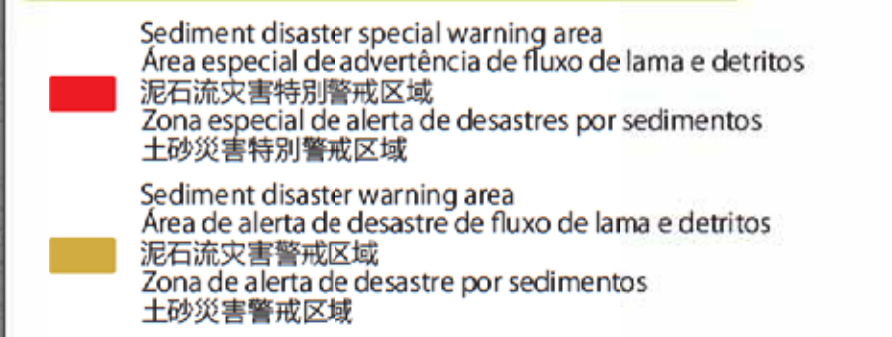 Sediment disaster special warning area
Área especial de advertência de fluxo de lama e detritos
泥石流灾害特別警戒区域
Zona especial de alerta de desastres por sedimentos
土砂災害特別警戒区域
Sediment disaster warning area
Área de alerta de desastre de fluxo de lama e detritos
泥石流灾害警戒区域
Zona de alerta de desastre por sedimentos
土砂災害警戒区域